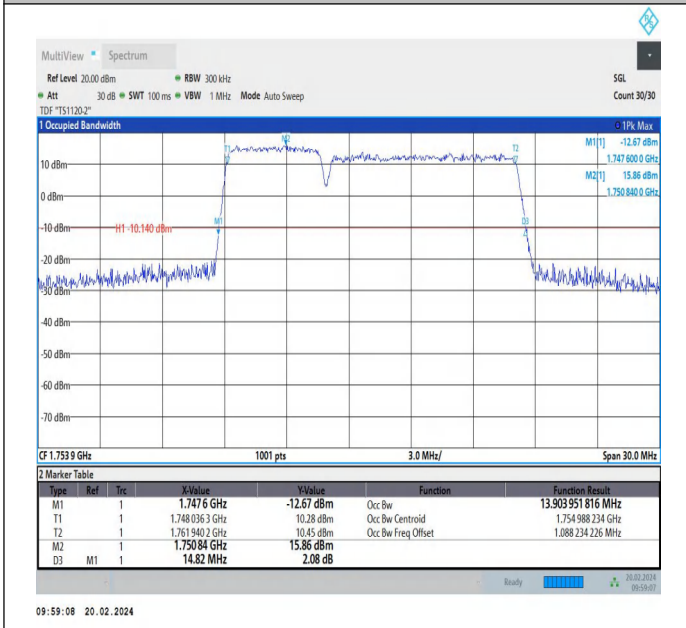 MultiView Spectrum
Ref Level 20.00 dBm RBW 300 kHz SGL
Att 30 dB SWT 100 ms VBW 1 MHz Mode Auto Sweep Count 30/30
TDF "TS1120-2"
1 Occupied Bandwidth 1Pk Max
M1[1] -12.67 dBm
1.747 600 0 GHz
M2[1] 15.86 dBm
1.750 840 0 GHz
M2
T1
T2
10 dBm
0 dBm
M1
D3
-10 dBm
H1 -10.140 dBm
-20 dBm
-30 dBm
-40 dBm
-50 dBm
-60 dBm
-70 dBm
CF 1.753 9 GHz 1001 pts 3.0 MHz/ Span 30.0 MHz
2 Marker Table
Type Ref Trc X-Value Y-Value Function Function Result
M1 1 1.747 6 GHz -12.67 dBm Occ Bw 13.903 951 816 MHz
T1 1 1.748 036 3 GHz 10.28 dBm Occ Bw Centroid 1.754 988 234 GHz
T2 1 1.761 940 2 GHz 10.45 dBm Occ Bw Freq Offset 1.088 234 226 MHz
M2 1 1.750 84 GHz 15.86 dBm
D3 M1 1 14.82 MHz 2.08 dB
Ready 20.02.2024
09:59:07
09:59:08 20.02.2024